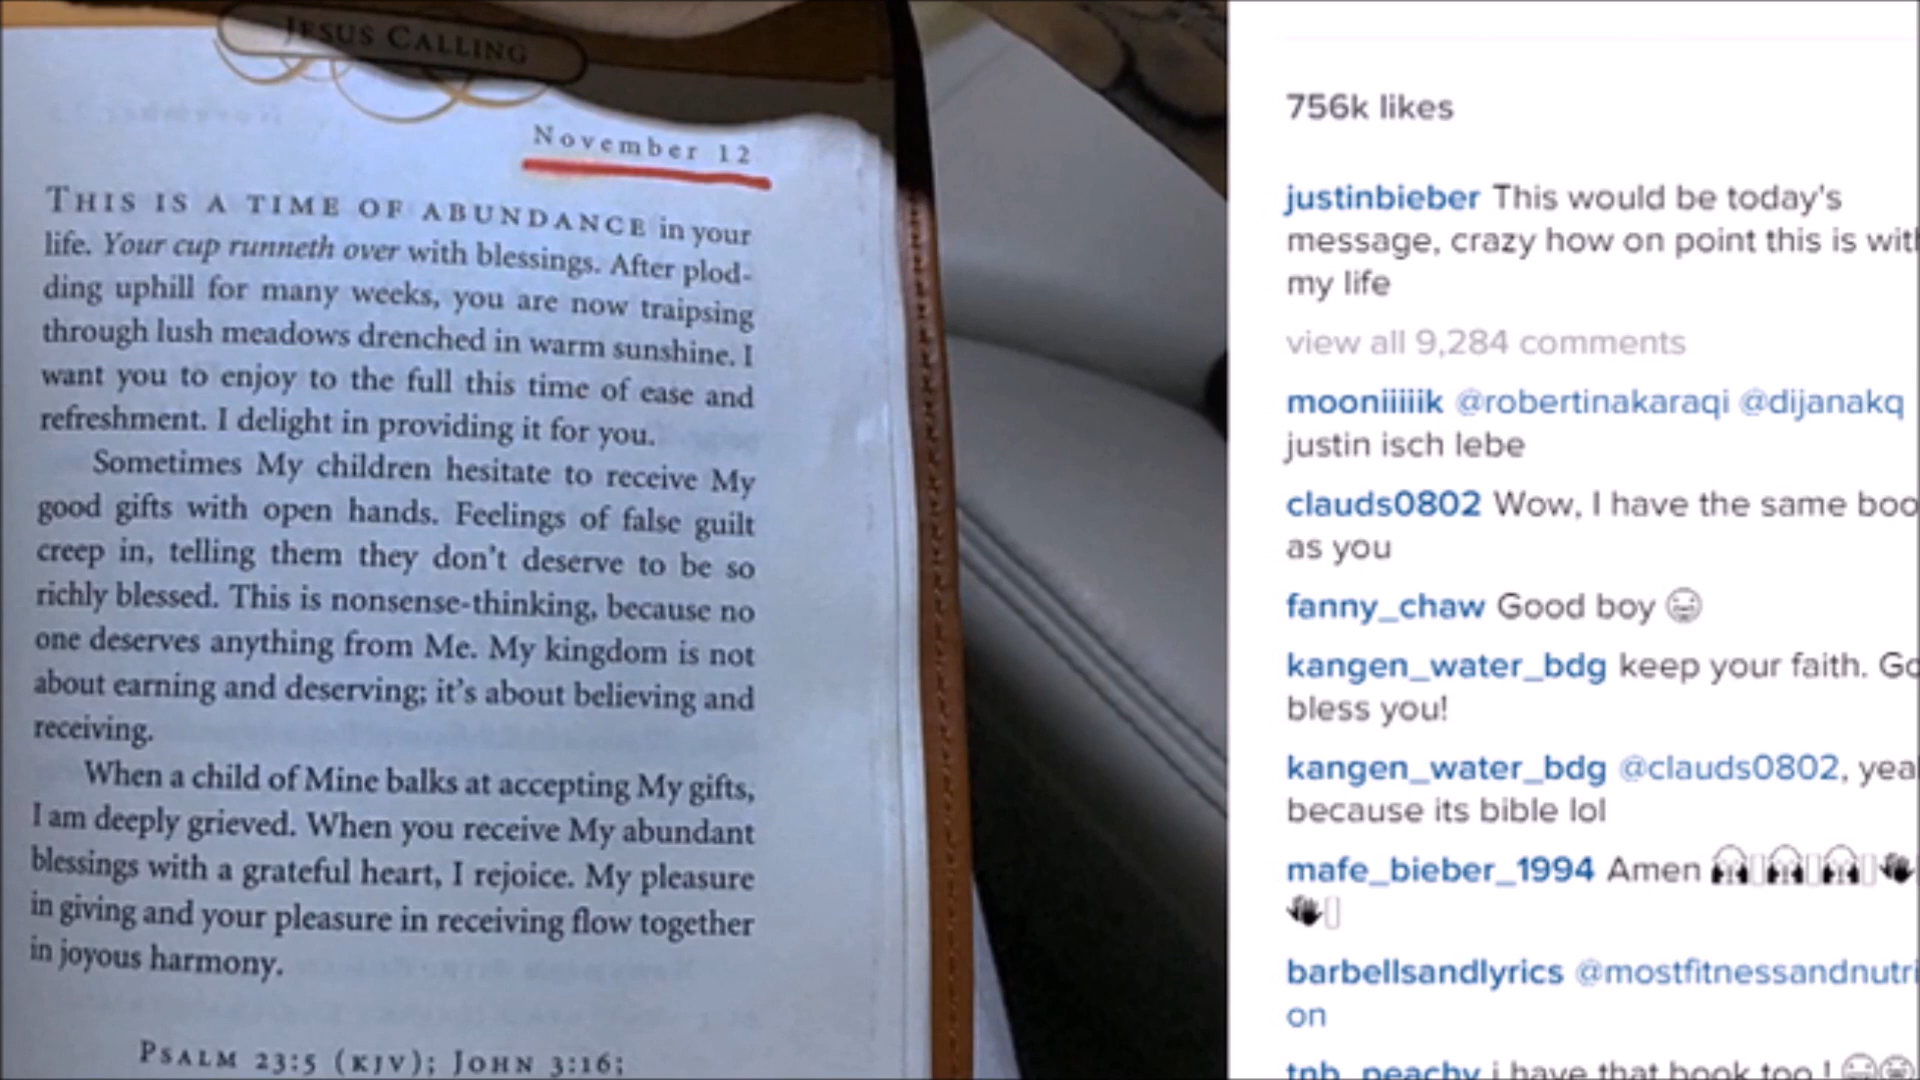 JESUS CALLING
November 12
THIS IS A TIME OF ABUNDANCE in your
life. Your cup runneth over with blessings. After plod-
ding uphill for many weeks, you are now traipsing
through lush meadows drenched in warm sunshine. I
want you to enjoy to the full this time of ease and
refreshment. I delight in providing it for you.
Sometimes My children hesitate to receive My
good gifts with open hands. Feelings of false guilt
creep in, telling them they don't deserve to be so
richly blessed. This is nonsense-thinking, because no
one deserves anything from Me. My kingdom is not
about earning and deserving; it's about believing and
receiving.
When a child of Mine balks at accepting My gifts,
I am deeply grieved. When you receive My abundant
blessings with a grateful heart, I rejoice. My pleasure
in giving and your pleasure in receiving flow together
in joyous harmony.
PSALM 23:5 (KJV); JOHN 3:16;
756k likes
justinbieber This would be today's
message, crazy how on point this is wit
my life
view all 9,284 comments
mooniiiiik @robertinakaraqi @dijanakq
justin isch lebe
clauds0802 Wow, I have the same boo
as you
fanny_chaw Good boy 😂
kangen_water_bdg keep your faith. Go
bless you!
kangen_water_bdg @clauds0802, yea
because its bible lol
mafe_bieber_1994 Amen
barbellsandlyrics @mostfitnessandnutri
on
tnb_peachy i have that book too !